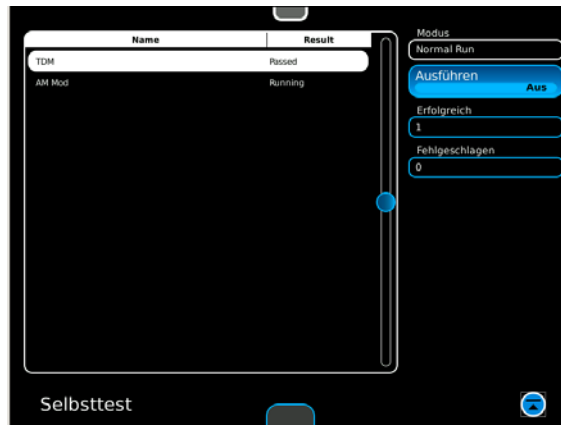 Name Result
TDM Passed
AM Mod Running
Modus
Normal Run
Ausführen
Aus
Erfolgreich
1
Fehlgeschlagen
0
Selbsttest